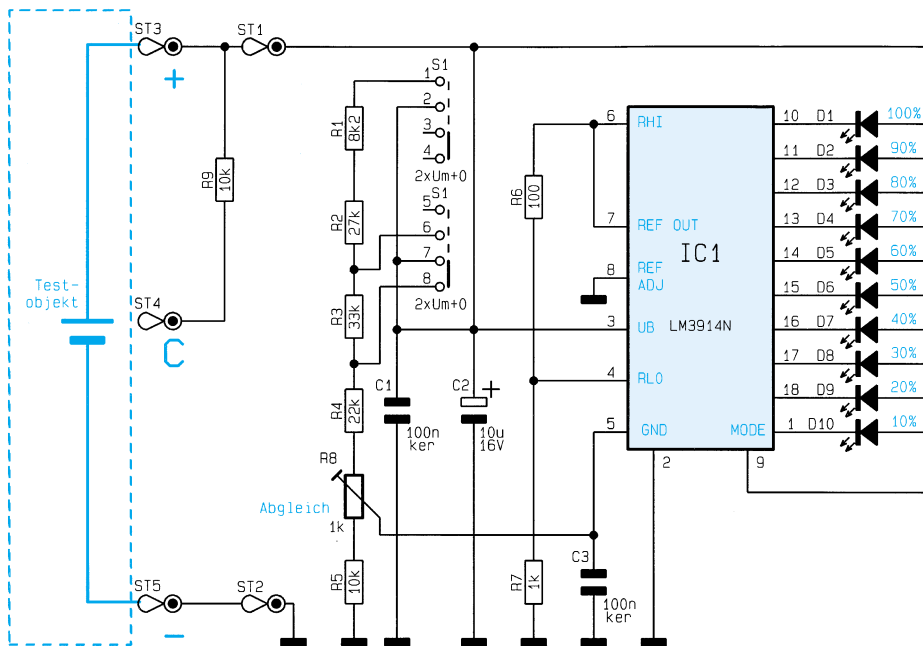 ST3
ST1
+
S1
1
2
3
4
2xUm+0
R1
8k2
R9
10k
R2
27k
S1
5
6
7
8
2xUm+0
R3
33k
R4
22k
Test-
objekt
ST4
C
R8
Abgleich
1k
R5
10k
C1
100n
ker
C2
+
10u
16V
R6
100
R7
1k
C3
100n
ker
ST5
ST2
−
6
RHI
7
REF OUT
IC1
8
REF
ADJ
3
UB
LM3914N
4
RLO
5
GND
MODE
2
9
10 D1 100%
11 D2 90%
12 D3 80%
13 D4 70%
14 D5 60%
15 D6 50%
16 D7 40%
17 D8 30%
18 D9 20%
1 D10 10%